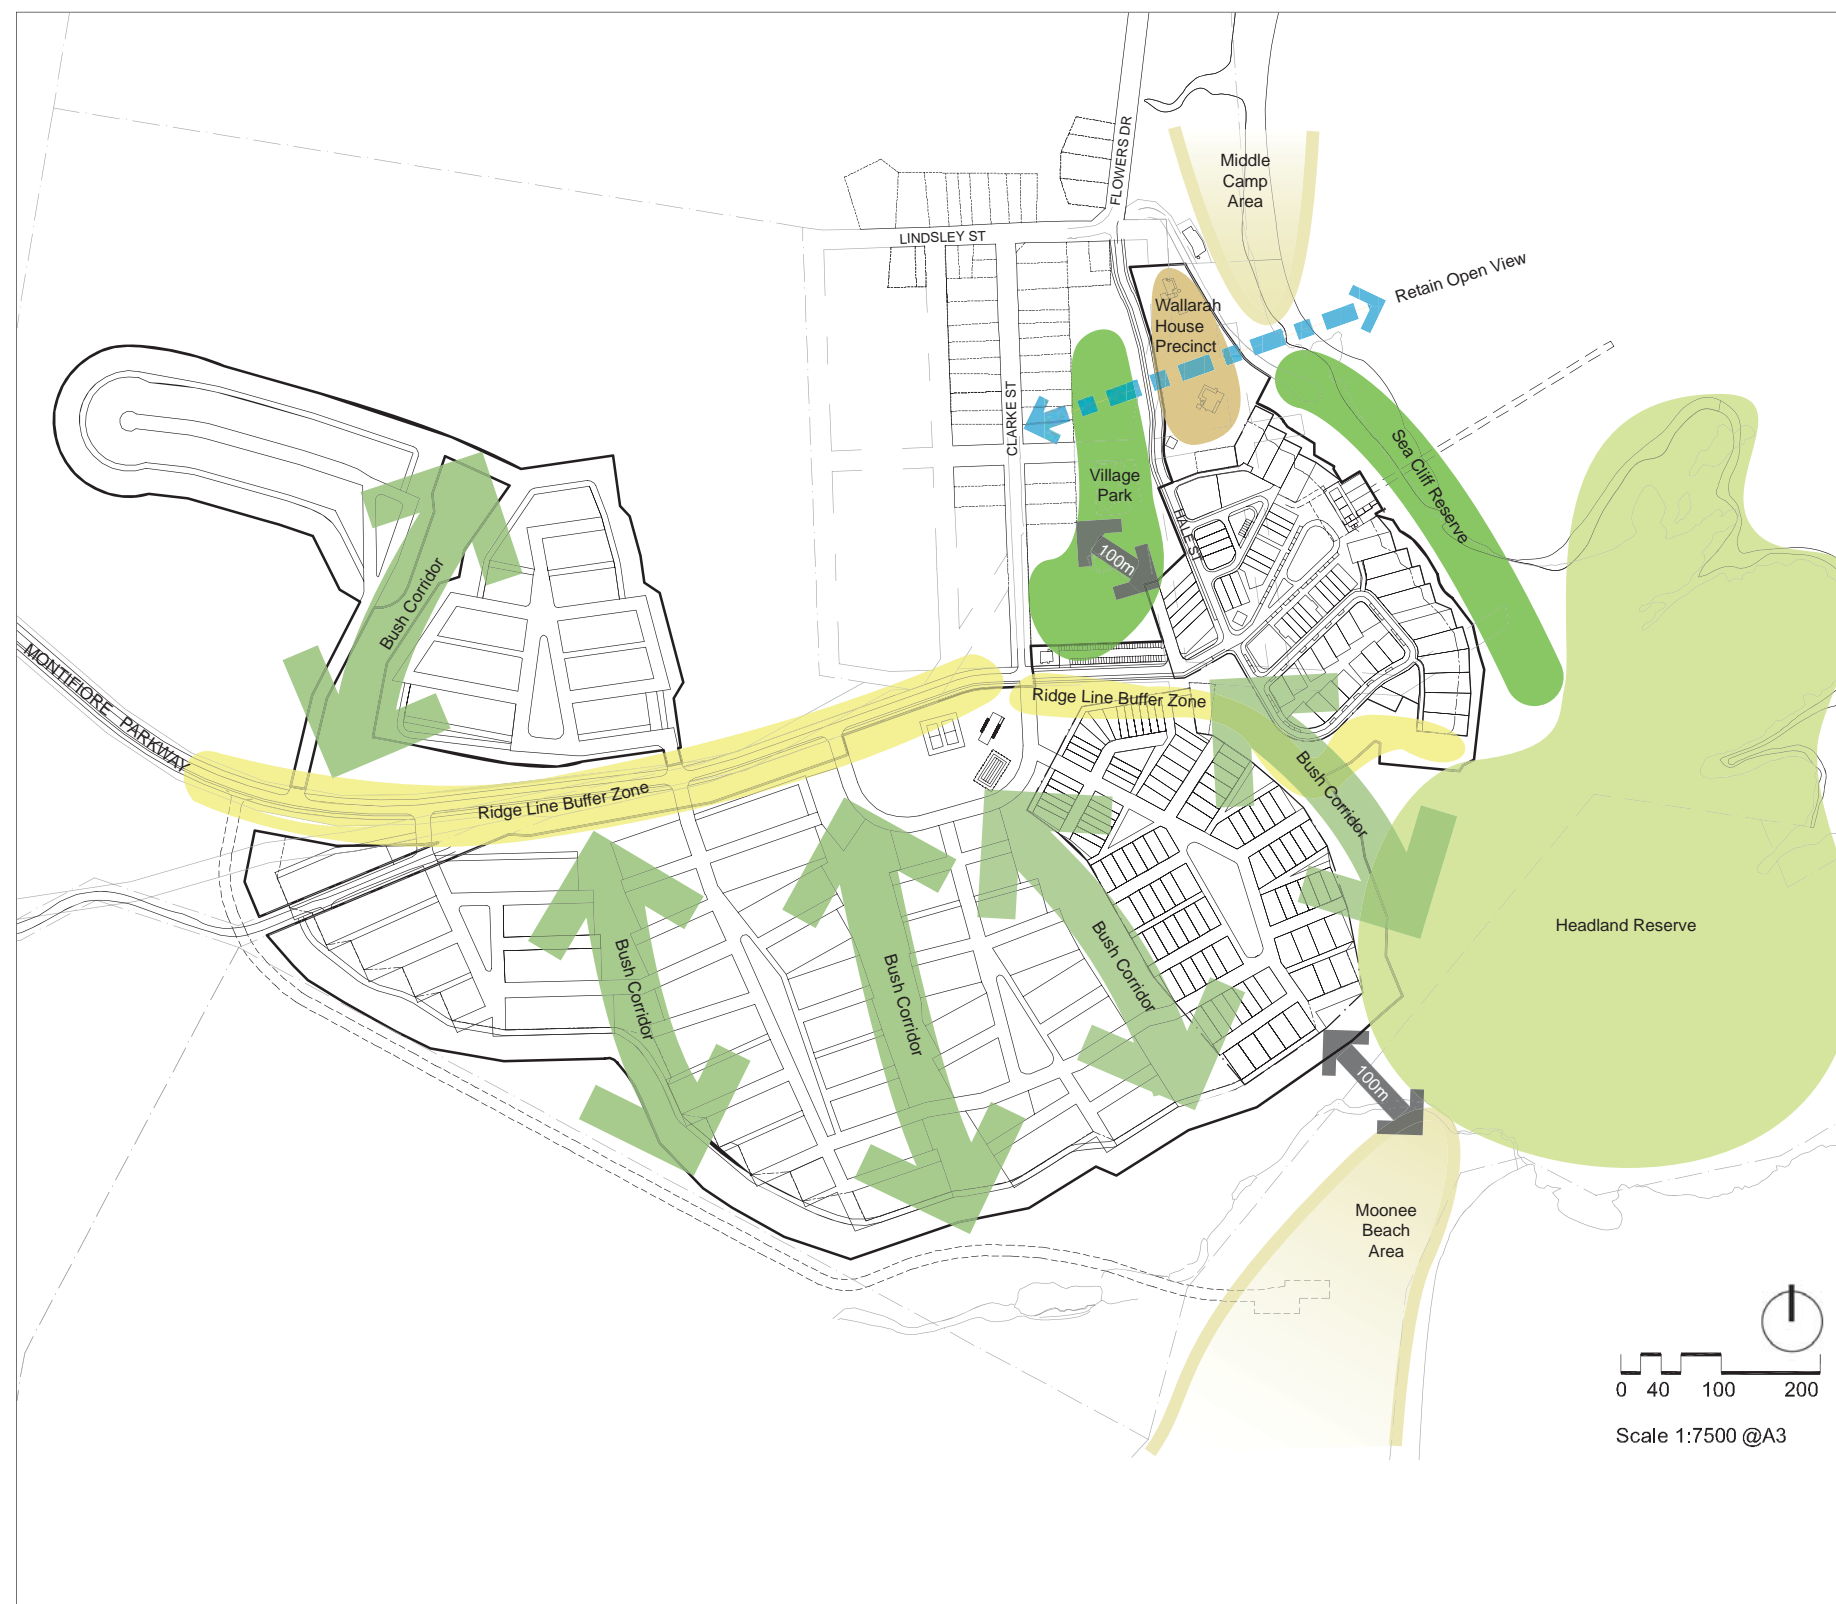 FLOWERS DR
Middle
Camp
Area
LINDSLEY ST
Retain Open View
Wallarah
House
Precinct
CLARKE ST
Village
Park
Sea Cliff Reserve
HALE ST
100m
Bush Corridor
MONTIFIORE PARKWAY
Ridge Line Buffer Zone
Ridge Line Buffer Zone
Bush Corridor
Bush Corridor
Bush Corridor
Bush Corridor
Headland Reserve
100m
Moonee
Beach
Area
0 40 100 200
Scale 1:7500 @A3